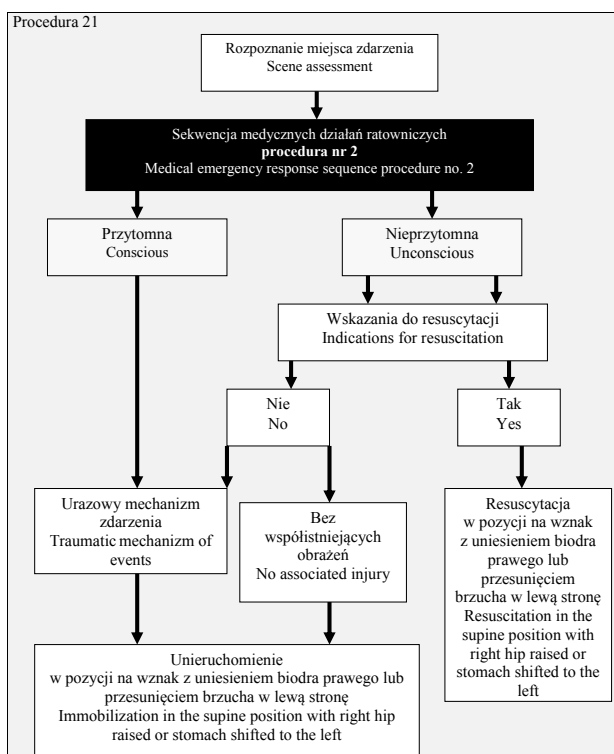 Procedura 21
Rozpoznanie miejsca zdarzenia
Scene assessment
Sekwencja medycznych działań ratowniczych
procedura nr 2
Medical emergency response sequence procedure no. 2
Przytomna
Conscious
Nieprzytomna
Unconscious
Wskazania do resuscytacji
Indications for resuscitation
Nie
No
Tak
Yes
Urazowy mechanizm
zdarzenia
Traumatic mechanism of
events
Bez
współistniejących
obrażeń
No associated injury
Resuscytacja
w pozycji na wznak
z uniesieniem biodra
prawego lub
przesunięciem
brzucha w lewą stronę
Resuscitation in the
supine position with
right hip raised or
stomach shifted to the
left
Unieruchomienie
w pozycji na wznak z uniesieniem biodra prawego lub
przesunięciem brzucha w lewą stronę
Immobilization in the supine position with right hip
raised or stomach shifted to the left